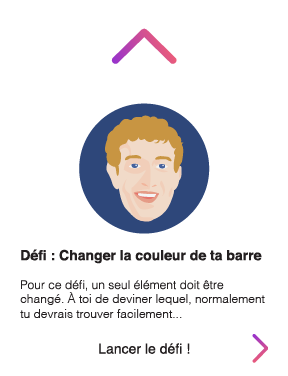 Défi : Changer la couleur de ta barre
Pour ce défi, un seul élément doit être
changé. À toi de deviner lequel, normalement
tu devrais trouver facilement...
Lancer le défi !